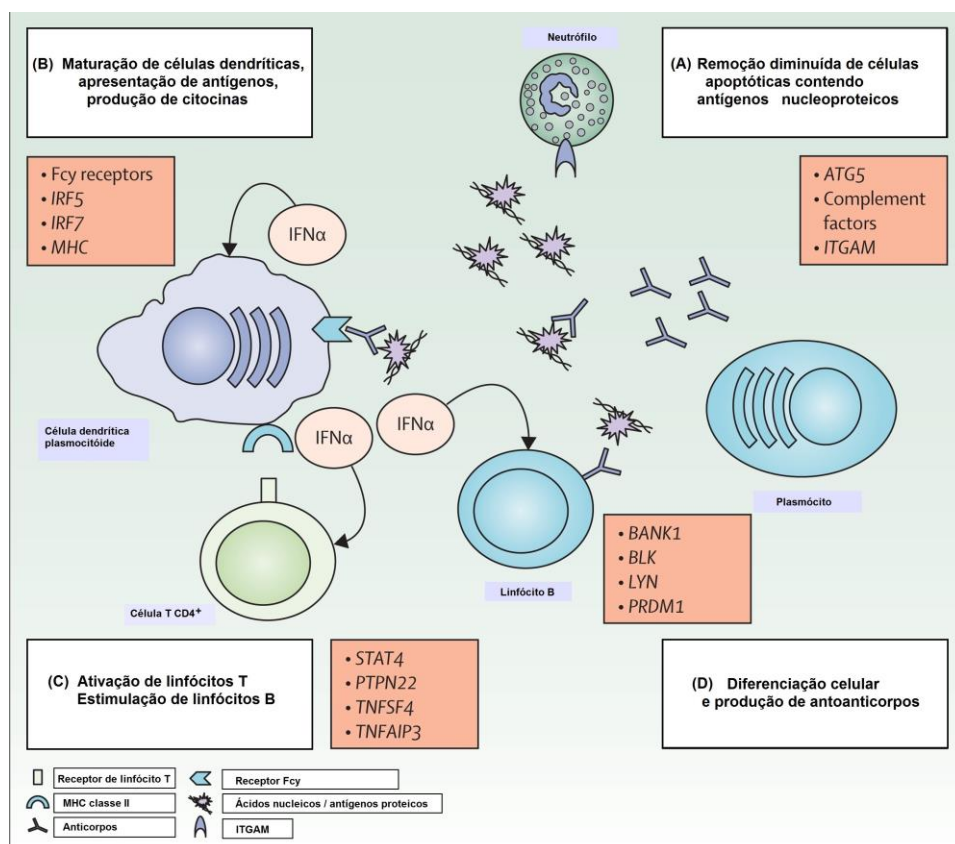 Neutrófilo
(B) Maturação de células dendríticas,
apresentação de antígenos,
produção de citocinas
(A) Remoção diminuída de células
apoptóticas contendo
antígenos nucleoproteicos
• Fcy receptors
• IRF5
• IRF7
• MHC
IFNα
• ATG5
• Complement
factors
• ITGAM
Célula dendrítica
plasmocitóide
IFNα
IFNα
Plasmócito
Célula T CD4+
Linfócito B
• BANK1
• BLK
• LYN
• PRDM1
(C) Ativação de linfócitos T
Estimulação de linfócitos B
• STAT4
• PTPN22
• TNFSF4
• TNFAIP3
(D) Diferenciação celular
e produção de antoanticorpos
Receptor de linfócito T
Receptor Fcy
MHC classe II
Ácidos nucleicos / antígenos proteicos
Anticorpos
ITGAM